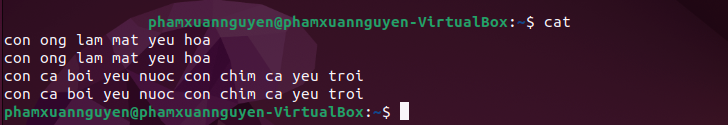 phamxuannguyen@phamxuannguyen-VirtualBox:~$ cat
con ong lam mat yeu hoa
con ong lam mat yeu hoa
con ca boi yeu nuoc con chim ca yeu troi
con ca boi yeu nuoc con chim ca yeu troi
phamxuannguyen@phamxuannguyen-VirtualBox:~$